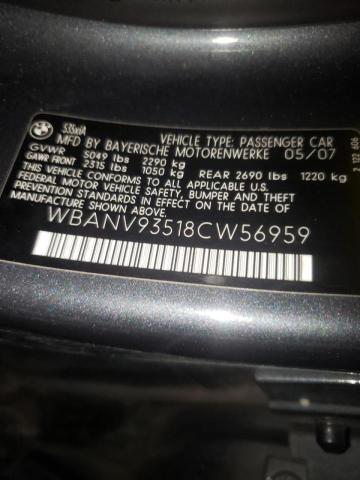 BMW
535xiA
VEHICLE TYPE: PASSENGER CAR
MFD BY BAYERISCHE MOTORENWERKE 05/07
GVWR 5049 lbs 2290 kg
GAWR FRONT 2315 lbs 1050 kg REAR 2690 lbs 1220 kg
THIS VEHICLE CONFORMS TO ALL APPLICABLE
FEDERAL MOTOR VEHICLE SAFETY, BUMPER AND THEFT
PREVENTION STANDARDS IN EFFECT ON THE DATE OF
MANUFACTURE SHOWN ABOVE.
WBANV93518CW56959